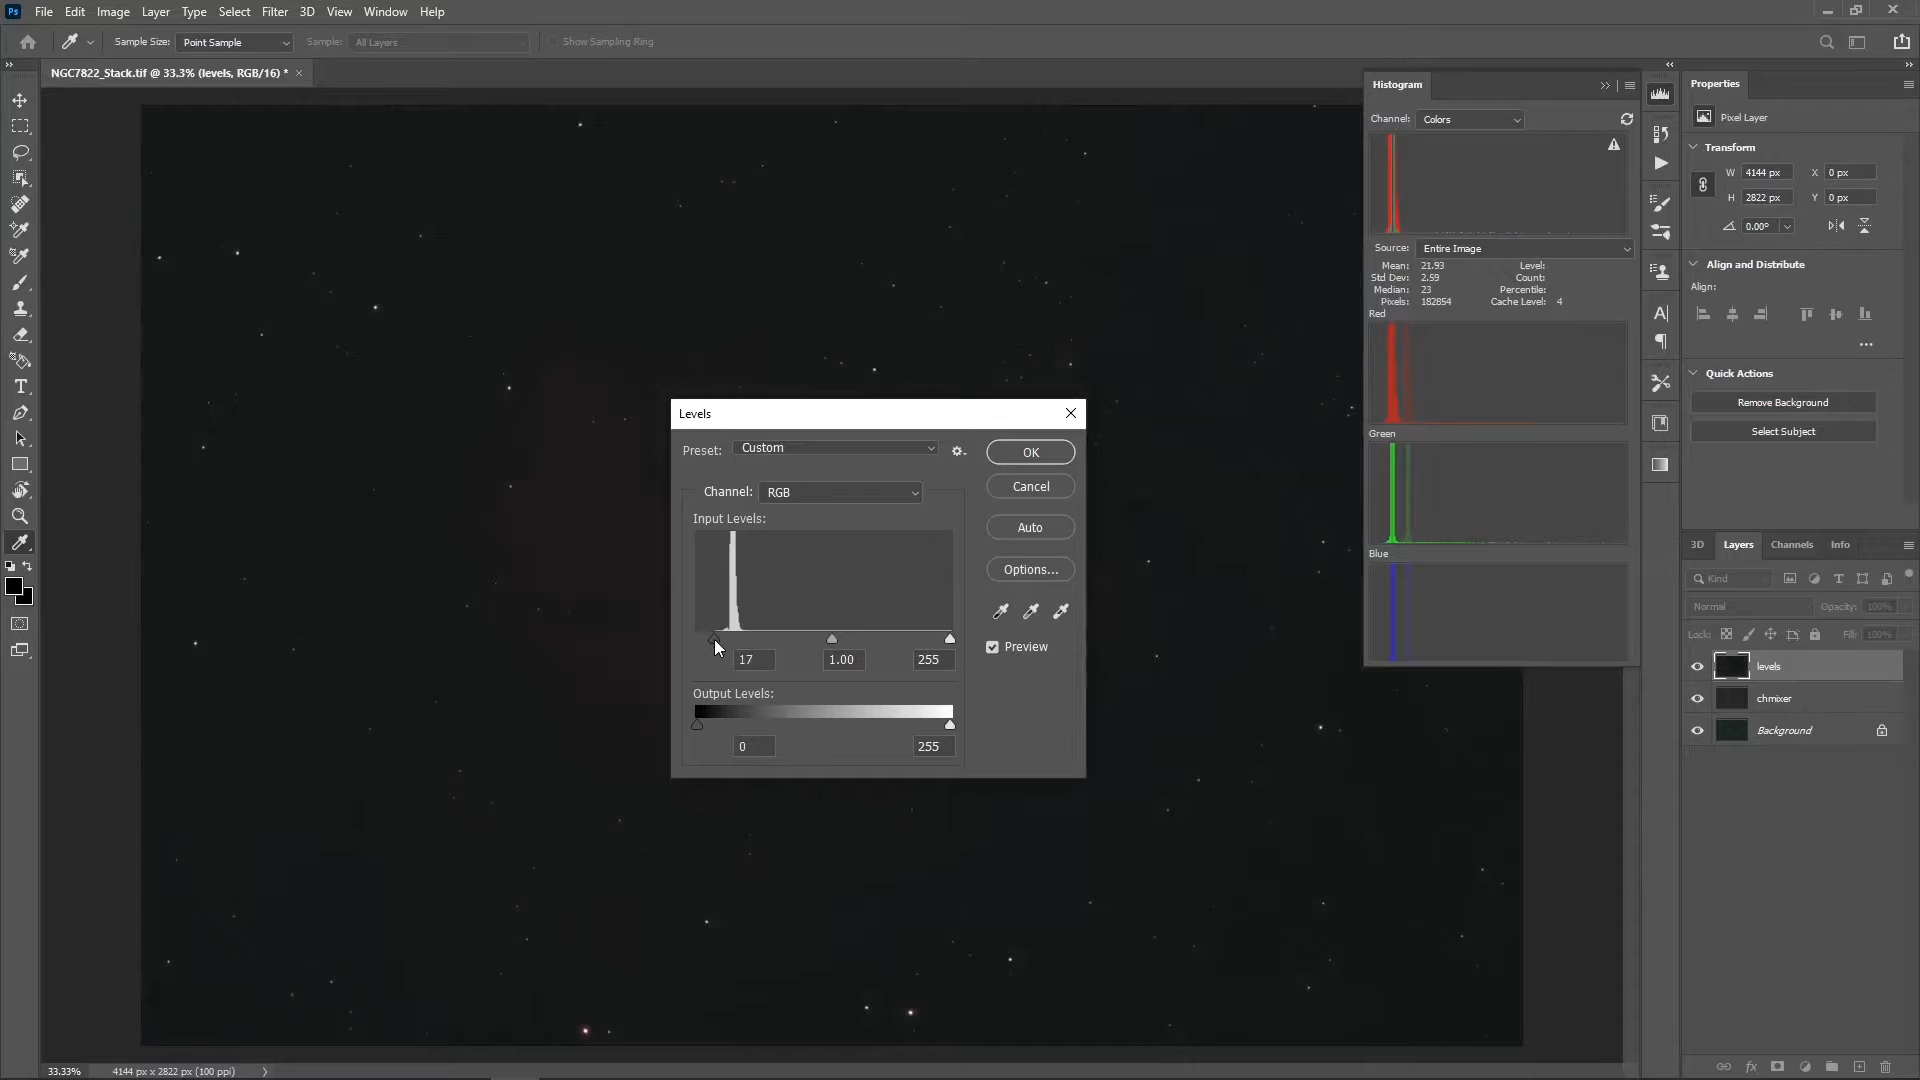 Ps File Edit Image Layer Type Select Filter 3D View Window Help
Sample Size: Point Sample Sample: All Layers Show Sampling Ring
NGC7822_Stack.tif @ 33.3% (levels, RGB/16) * ×
Histogram
Channel: Colors
Source: Entire Image
Mean: 21.93 Level:
Std Dev: 2.59 Count:
Median: 23 Percentile:
Pixels: 182854 Cache Level: 4
Red
Green
Blue
Levels
Preset: Custom
OK
Channel: RGB
Cancel
Input Levels:
Auto
Options...
Preview
17 1.00 255
Output Levels:
0 255
Properties
Pixel Layer
Transform
W 4144 px X 0 px
H 2822 px Y 0 px
0.00°
Align and Distribute
Align:
Quick Actions
Remove Background
Select Subject
3D Layers Channels Info
Kind
Normal Opacity: 100%
Lock: Fill: 100%
levels
chmixer
Background
33.33% 4144 px x 2822 px (100 ppi)